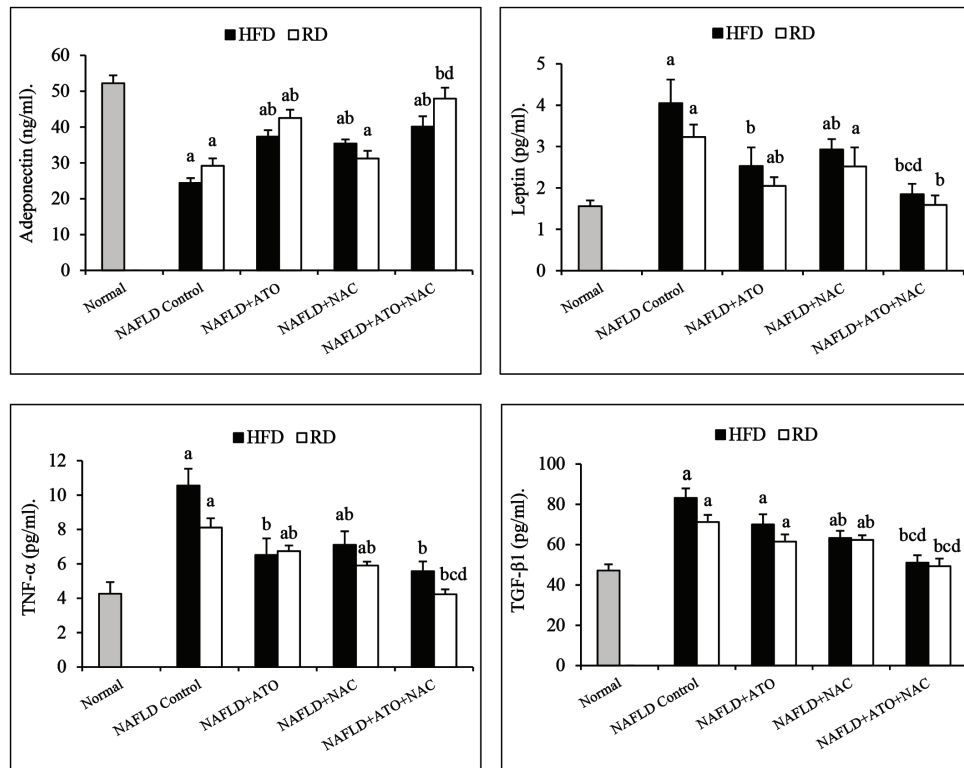 HFD RD
Adeponectin (ng/ml).
60
50
40
30
20
10
0
a a ab ab ab a ab bd
Normal
NAFLD Control
NAFLD+ATO
NAFLD+NAC
NAFLD+ATO+NAC
HFD RD
Leptin (pg/ml).
5
4
3
2
1
0
a a b ab ab a bcd b
Normal
NAFLD Control
NAFLD+ATO
NAFLD+NAC
NAFLD+ATO+NAC
HFD RD
TNF-α (pg/ml).
12
10
8
6
4
2
0
a a b ab ab ab b bcd
Normal
NAFLD Control
NAFLD+ATO
NAFLD+NAC
NAFLD+ATO+NAC
HFD RD
TGF-β1 (pg/ml).
100
80
60
40
20
0
a a a a ab ab bcd bcd
Normal
NAFLD Control
NAFLD+ATO
NAFLD+NAC
NAFLD+ATO+NAC